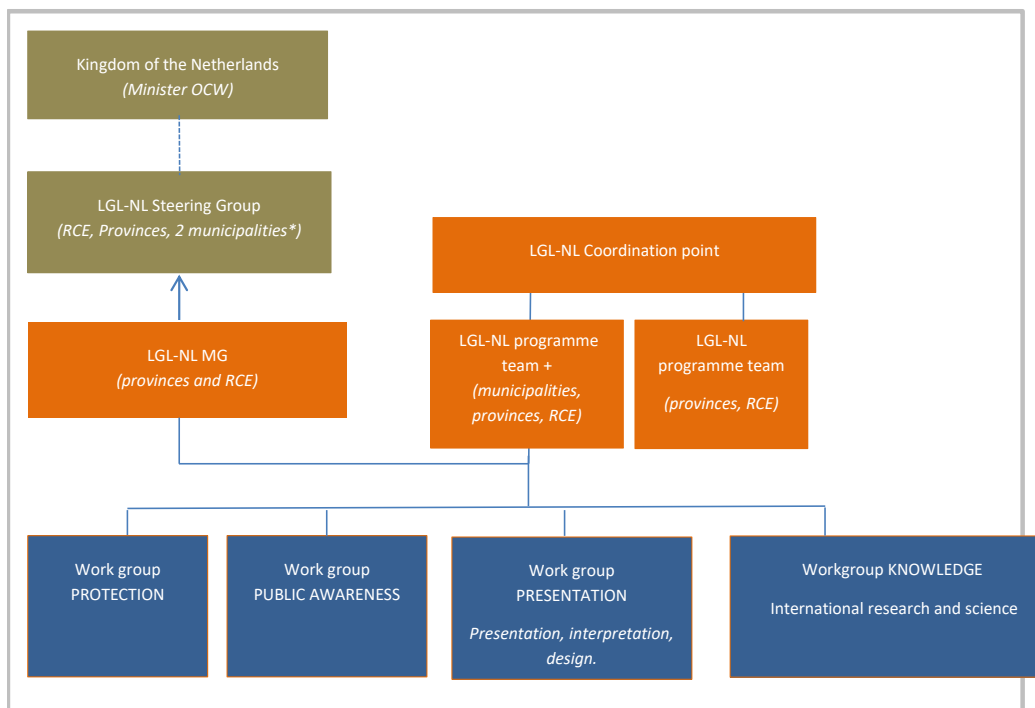 Kingdom of the Netherlands
(Minister OCW)
LGL-NL Steering Group
(RCE, Provinces, 2 municipalities*)
LGL-NL Coordination point
LGL-NL MG
(provinces and RCE)
LGL-NL programme
team +
(municipalities,
provinces, RCE)
LGL-NL
programme team
(provinces, RCE)
Work group
PROTECTION
Work group
PUBLIC AWARENESS
Work group
PRESENTATION
Presentation, interpretation,
design.
Workgroup KNOWLEDGE
International research and science